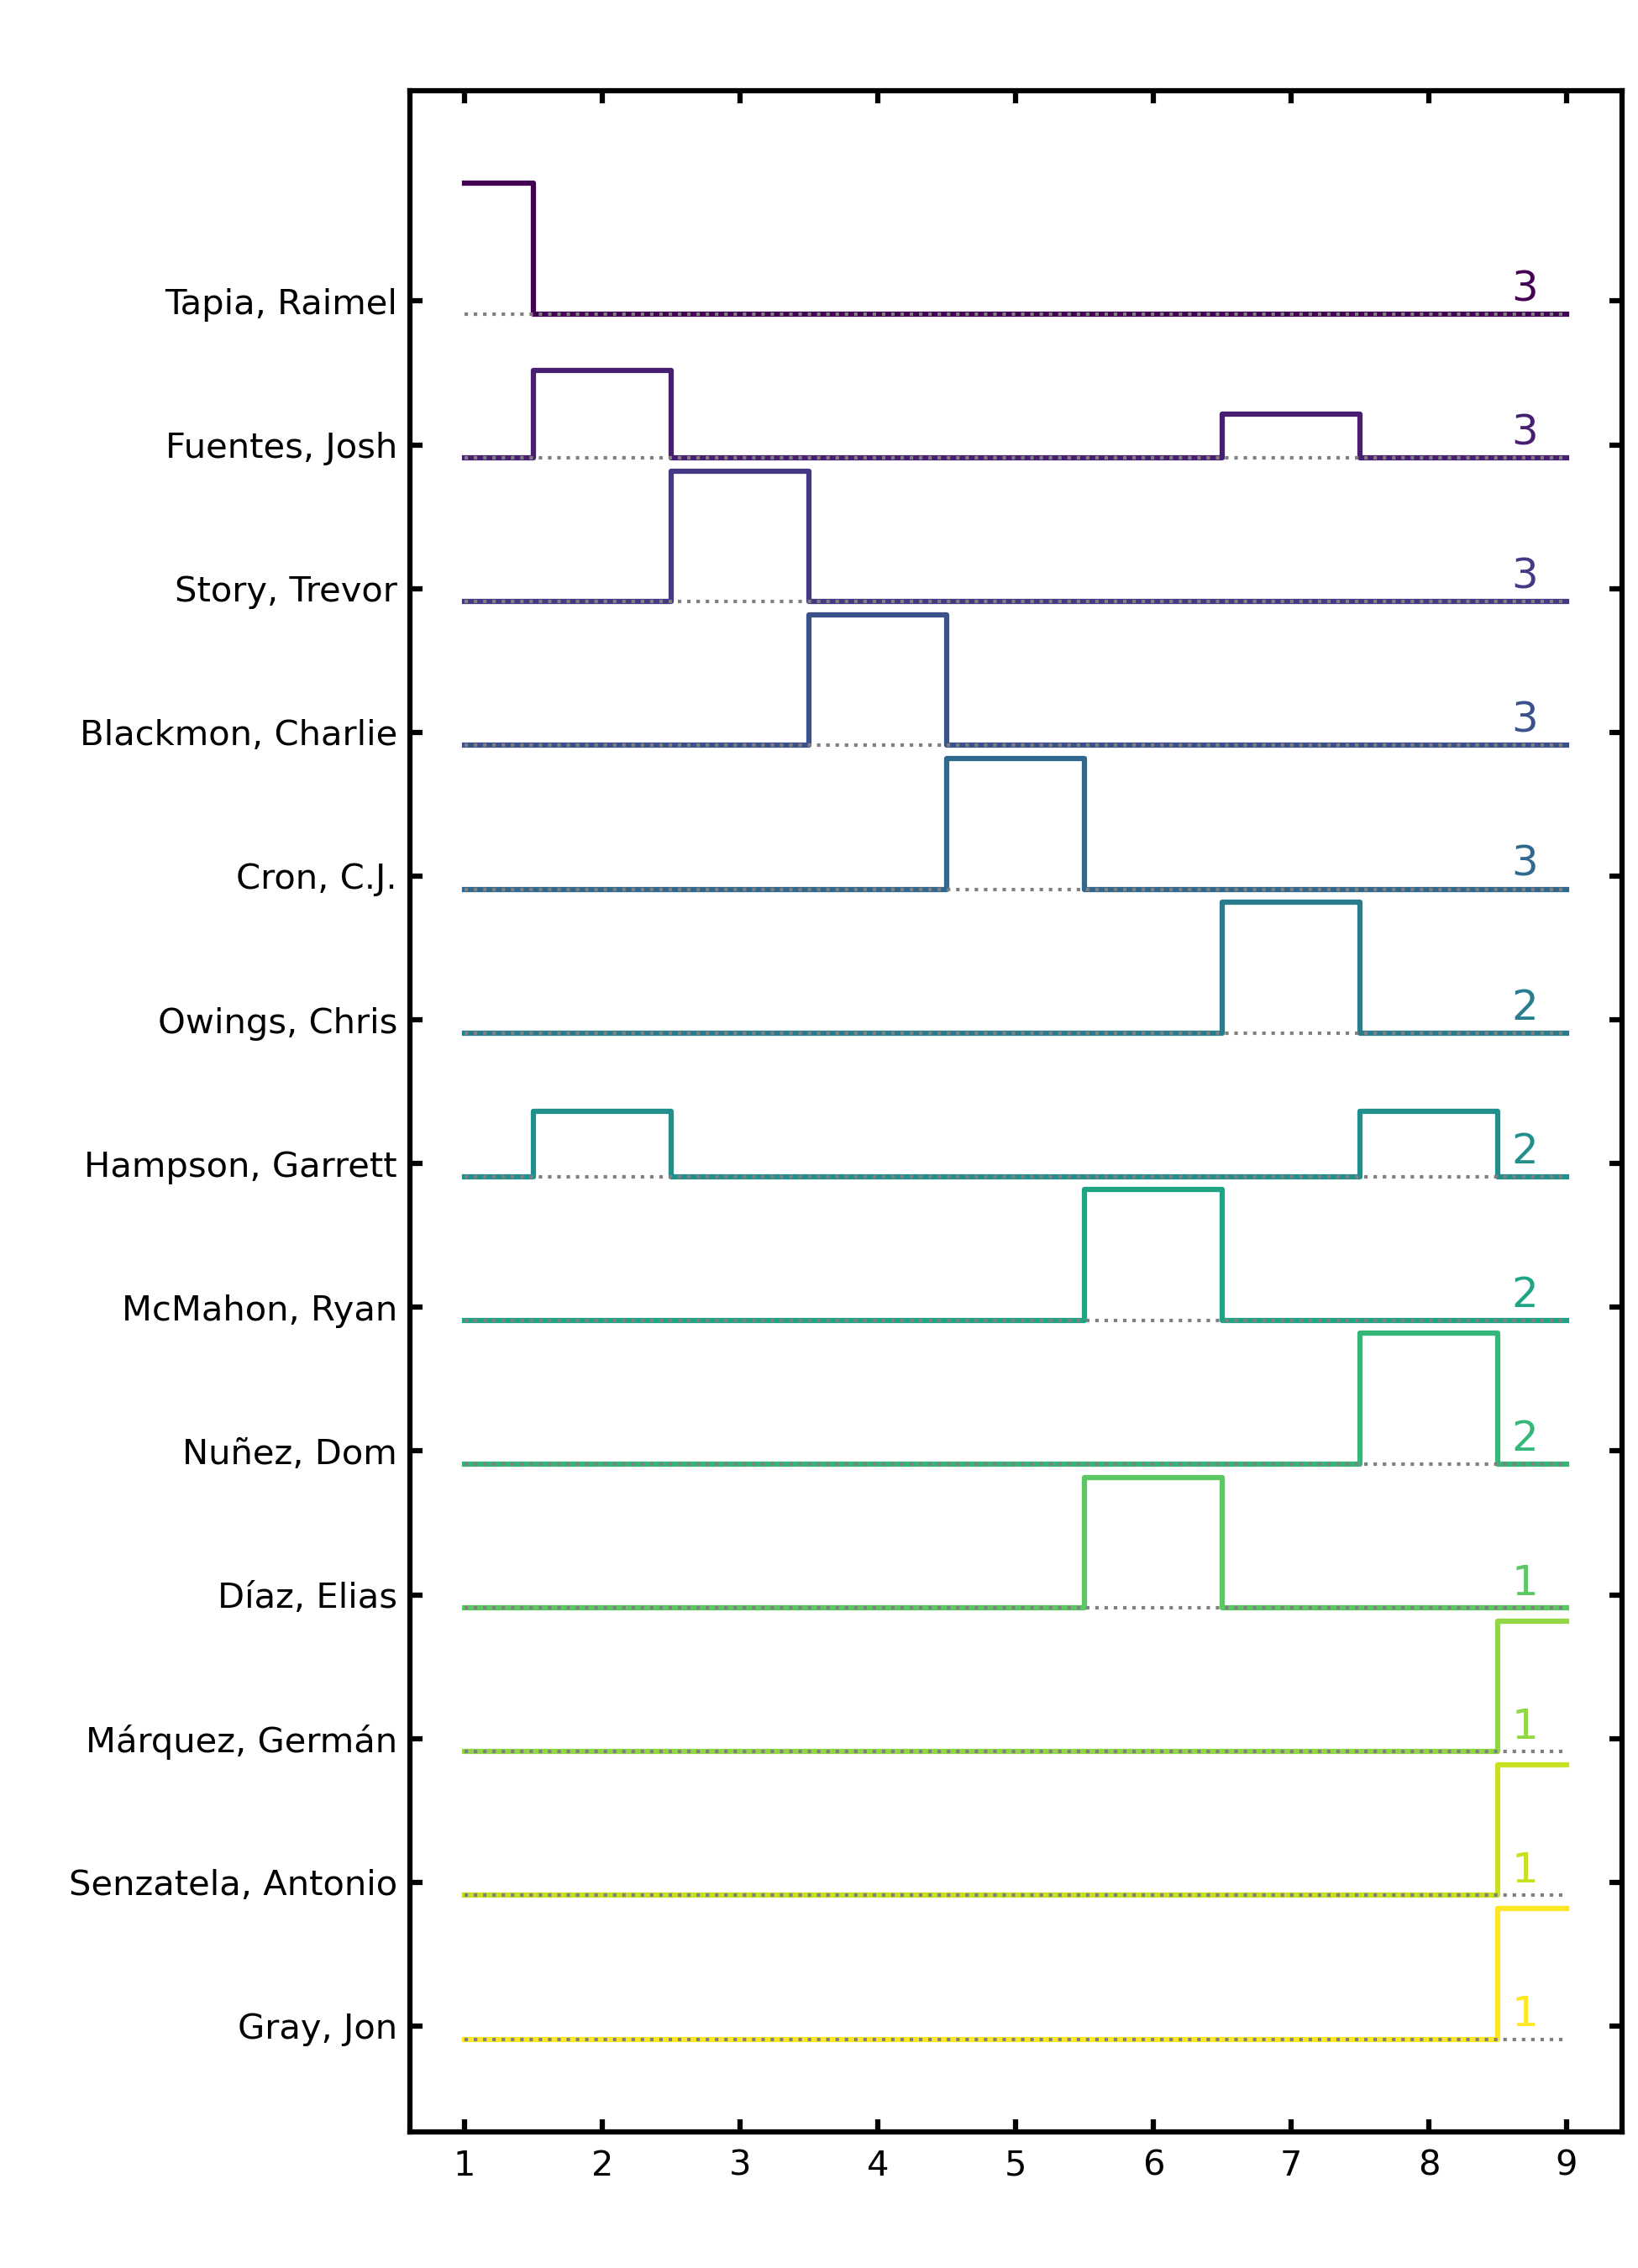 Tapia, Raimel 3
Fuentes, Josh 3
Story, Trevor 3
Blackmon, Charlie 3
Cron, C.J. 3
Owings, Chris 2
Hampson, Garrett 2
McMahon, Ryan 2
Nuñez, Dom 2
Díaz, Elias 1
Márquez, Germán 1
Senzatela, Antonio 1
Gray, Jon 1
1 2 3 4 5 6 7 8 9